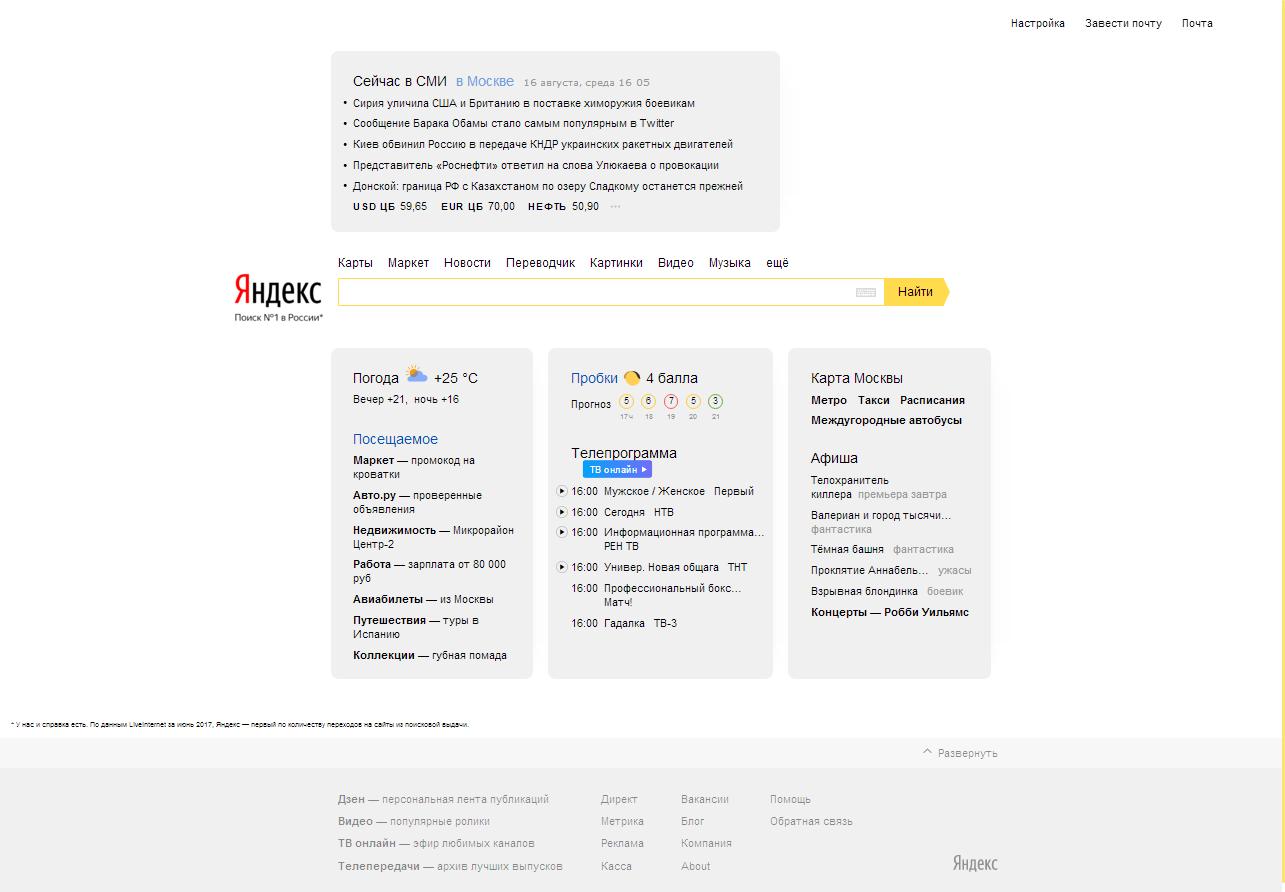 Настройка Завести почту Почта
Сейчас в СМИ в Москве 16 августа, среда 16 05
• Сирия уличила США и Британию в поставке химоружия боевикам
• Сообщение Барака Обамы стало самым популярным в Twitter
• Киев обвинил Россию в передаче КНДР украинских ракетных двигателей
• Представитель «Роснефти» ответил на слова Улюкаева о провокации
• Донской: граница РФ с Казахстаном по озеру Сладкому останется прежней
USD ЦБ 59,65 EUR ЦБ 70,00 НЕФТЬ 50,90 ···
Карты Маркет Новости Переводчик Картинки Видео Музыка ещё
Яндекс
Найти
Поиск №1 в России*
Погода +25 °C
Вечер +21, ночь +16
Посещаемое
Маркет — промокод на
кроватки
Авто.ру — проверенные
объявления
Недвижимость — Микрорайон
Центр-2
Работа — зарплата от 80 000
руб
Авиабилеты — из Москвы
Путешествия — туры в
Испанию
Коллекции — губная помада
Пробки 4 балла
Прогноз 5 6 7 5 3
17ч 18 19 20 21
Телепрограмма
ТВ онлайн
16:00 Мужское / Женское Первый
16:00 Сегодня НТВ
16:00 Информационная программа...
РЕН ТВ
16:00 Универ. Новая общага ТНТ
16:00 Профессиональный бокс...
Матч!
16:00 Гадалка ТВ-3
Карта Москвы
Метро Такси Расписания
Междугородные автобусы
Афиша
Телохранитель
киллера премьера завтра
Валериан и город тысячи...
фантастика
Тёмная башня фантастика
Проклятие Аннабель... ужасы
Взрывная блондинка боевик
Концерты — Робби Уильямс
* У нас и справка есть. По данным LiveInternet за июнь 2017, Яндекс — первый по количеству переходов на сайты из поисковой выдачи.
Развернуть
Дзен — персональная лента публикаций
Видео — популярные ролики
ТВ онлайн — эфир любимых каналов
Телепередачи — архив лучших выпусков
Директ
Метрика
Реклама
Касса
Вакансии
Блог
Компания
About
Помощь
Обратная связь
Яндекс